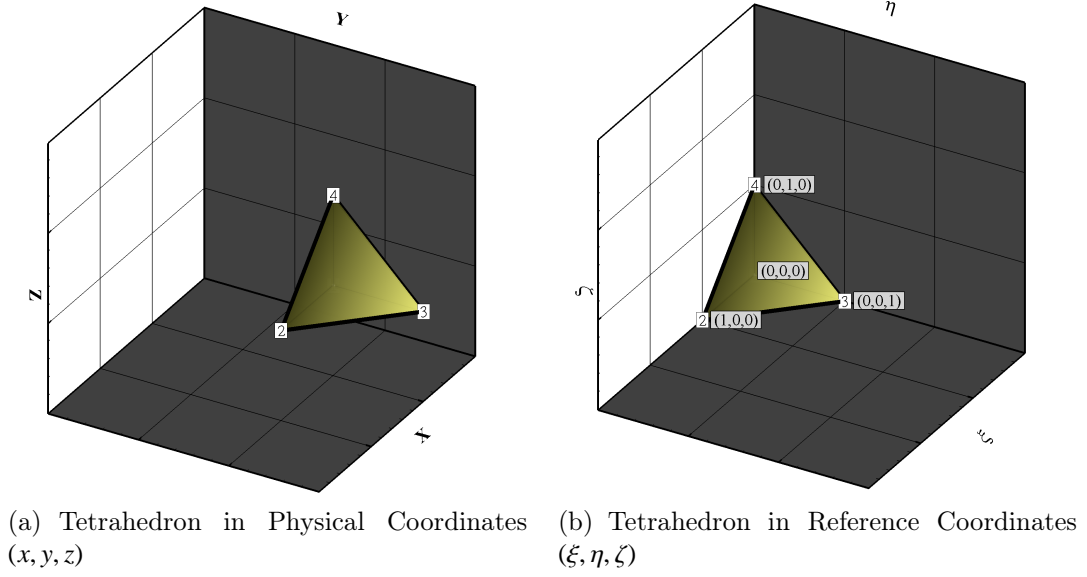 Y
Z
X
4
2
3
η
ζ
ξ
4 (0,1,0)
(0,0,0)
3 (0,0,1)
2 (1,0,0)
(a) Tetrahedron in Physical Coordinates
(x, y, z)
(b) Tetrahedron in Reference Coordinates
(ξ, η, ζ)